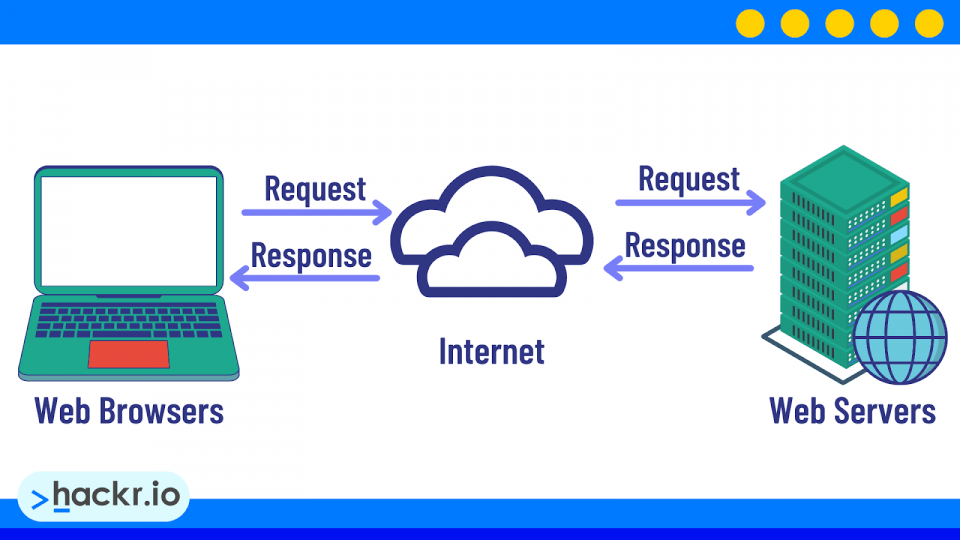 Request
Response
Request
Response
Internet
Web Browsers
Web Servers
>hackr.io